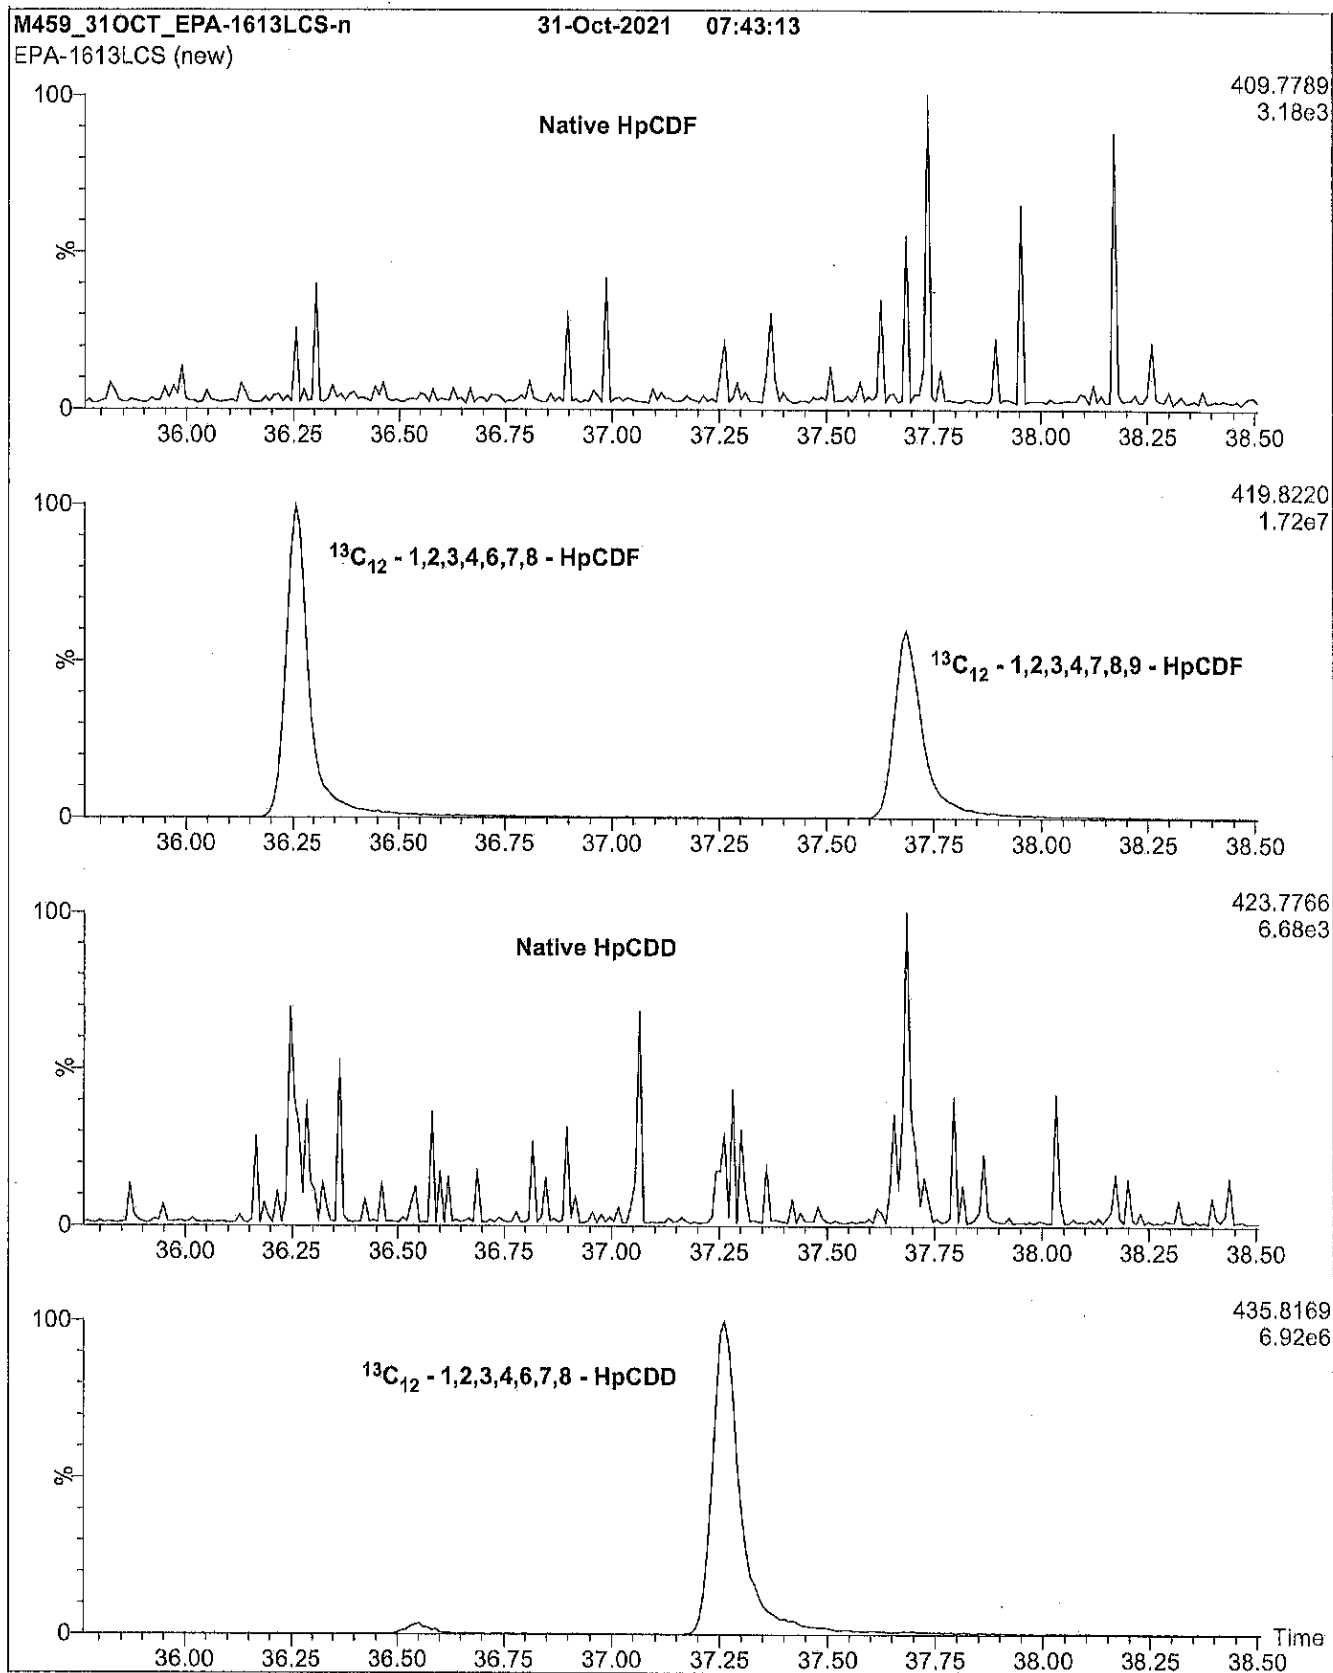 M459_31OCT_EPA-1613LCS-n 31-Oct-2021 07:43:13
EPA-1613LCS (new)
409.7789
3.18e3
100
Native HpCDF
%
0
36.00 36.25 36.50 36.75 37.00 37.25 37.50 37.75 38.00 38.25 38.50
419.8220
1.72e7
100
¹³C₁₂ - 1,2,3,4,6,7,8 - HpCDF
%
¹³C₁₂ - 1,2,3,4,7,8,9 - HpCDF
0
36.00 36.25 36.50 36.75 37.00 37.25 37.50 37.75 38.00 38.25 38.50
423.7766
6.68e3
100
Native HpCDD
%
0
36.00 36.25 36.50 36.75 37.00 37.25 37.50 37.75 38.00 38.25 38.50
435.8169
6.92e6
100
¹³C₁₂ - 1,2,3,4,6,7,8 - HpCDD
%
0
Time
36.00 36.25 36.50 36.75 37.00 37.25 37.50 37.75 38.00 38.25 38.50